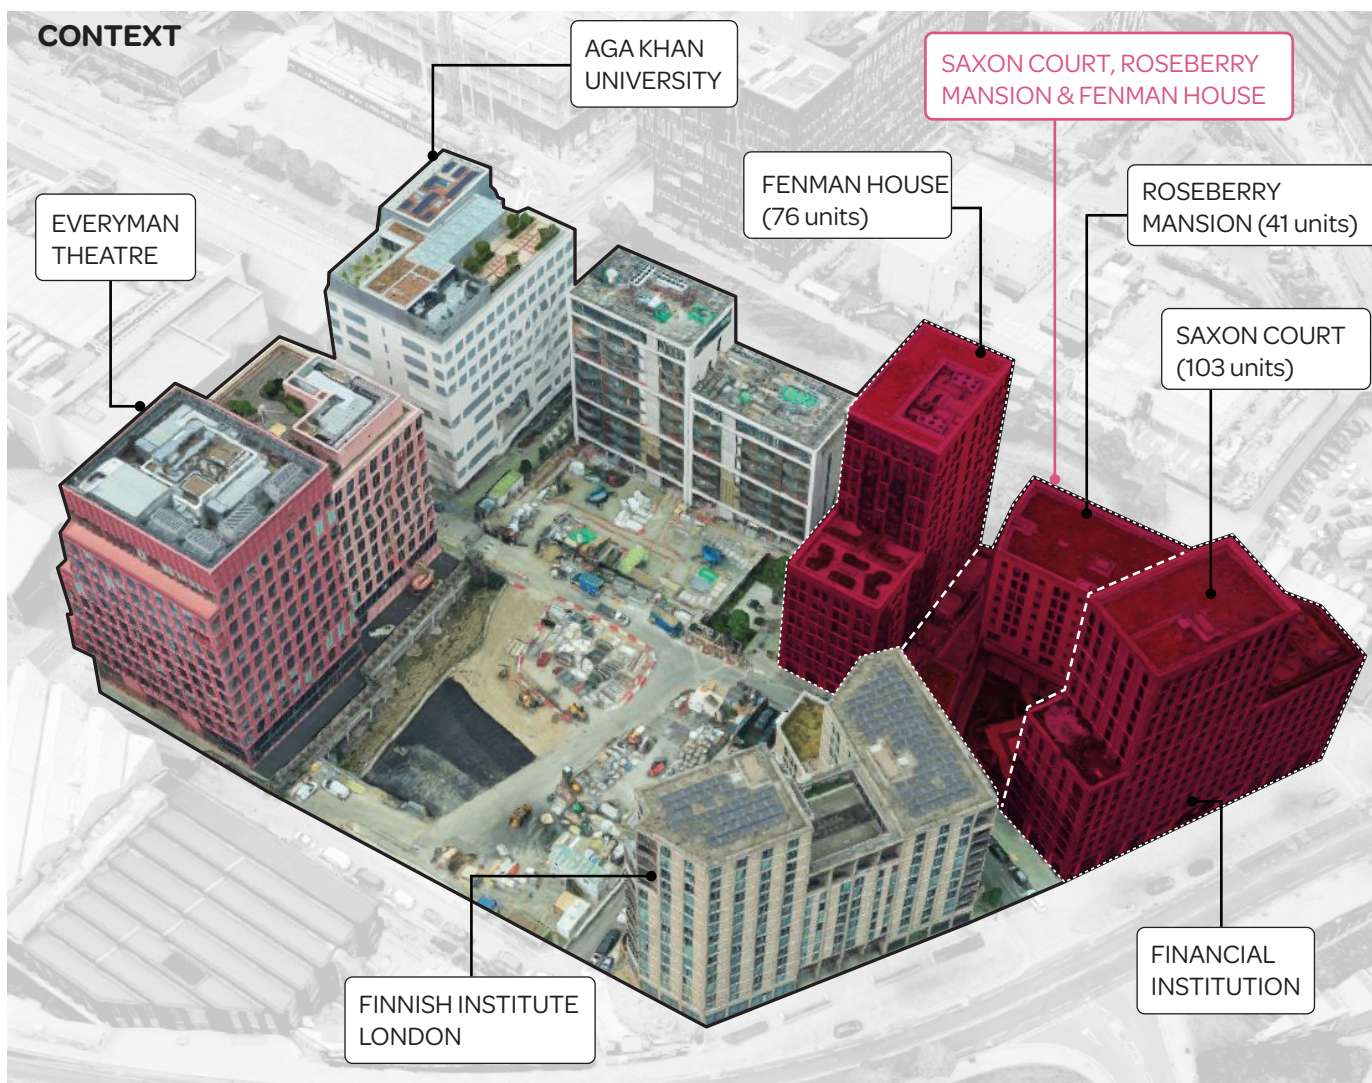 CONTEXT
AGA KHAN
UNIVERSITY
SAXON COURT, ROSEBERRY
MANSION & FENMAN HOUSE
FENMAN HOUSE
(76 units)
ROSEBERRY
MANSION (41 units)
EVERYMAN
THEATRE
SAXON COURT
(103 units)
FINANCIAL
INSTITUTION
FINNISH INSTITUTE
LONDON